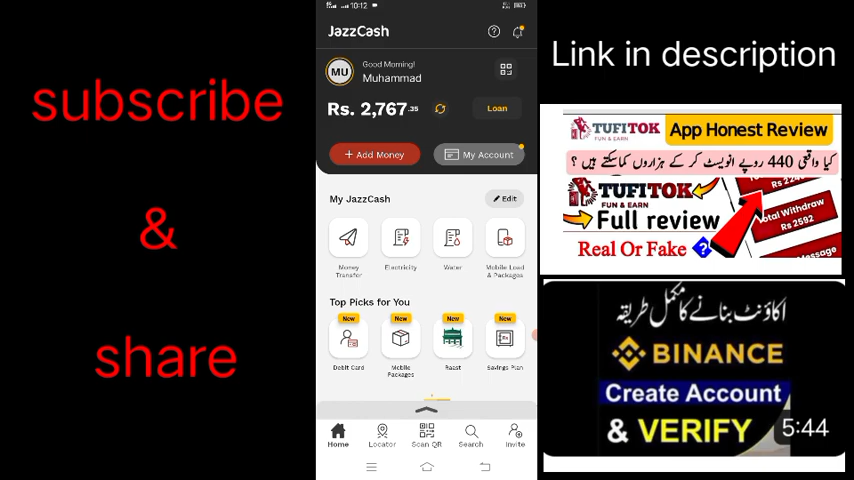 subscribe
&
share
10:12
JazzCash
MU
Good Morning!
Muhammad
Rs. 2,767.35
Loan
+ Add Money
My Account
My JazzCash
Edit
Money Transfer
Electricity
Water
Mobile Load & Packages
Top Picks for You
New
New
New
New
Debit Card
Mobile Packages
Raast
Savings Plan
Home
Locator
Scan QR
Search
Invite
Link in description
TUFITOK
FUN & EARN
App Honest Review
کیا واقعی 440 روپے انویسٹ کر کے ہزاروں کماسکتے ہیں ؟
TUFITOK
FUN & EARN
Full review
Real Or Fake
Total Withdraw
Rs 2592
Message
اکاؤنٹ بنانے کا مکمل طریقہ
BINANCE
Create Account
& VERIFY
5:44